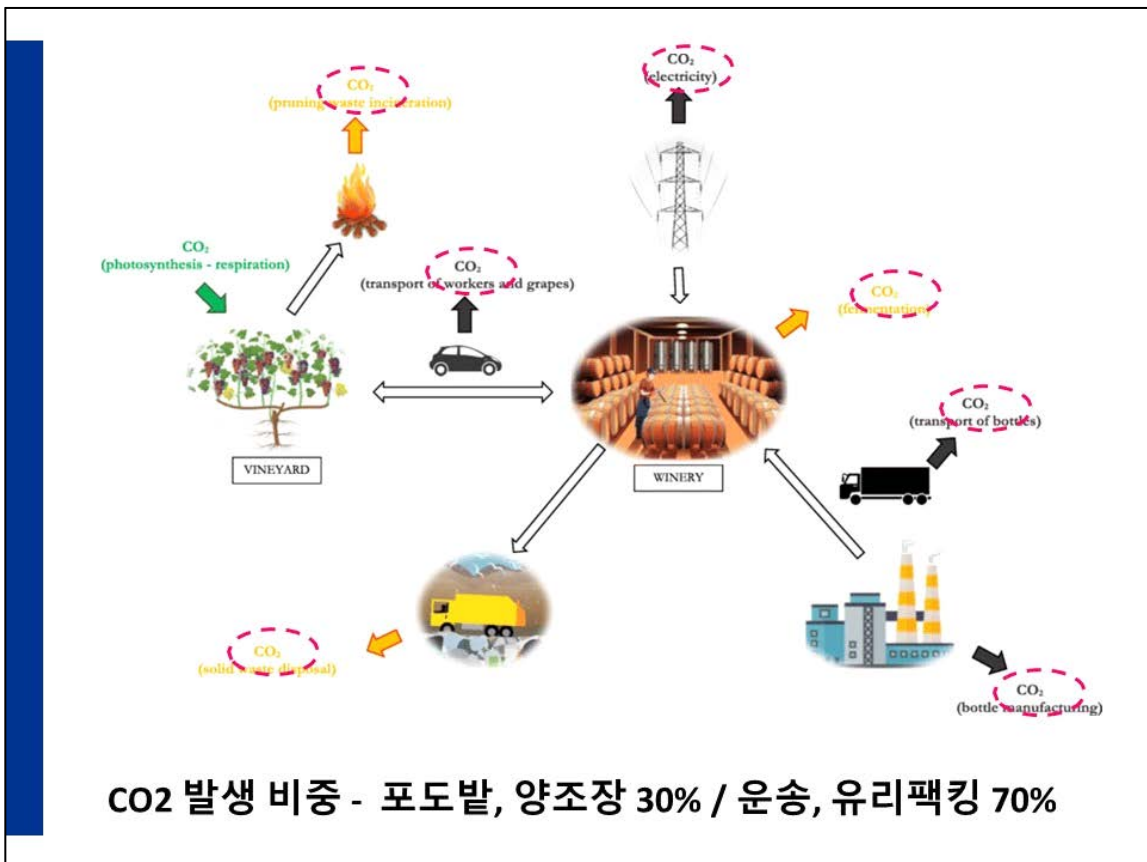 CO₂
(electricity)
CO₂
(pruning waste incineration)
CO₂
(photosynthesis - respiration)
CO₂
(transport of workers and grapes)
CO₂
(fermentation)
CO₂
(transport of bottles)
VINEYARD
WINERY
CO₂
(solid waste disposal)
CO₂
(bottle manufacturing)
CO2 발생 비중 - 포도밭, 양조장 30% / 운송, 유리팩킹 70%